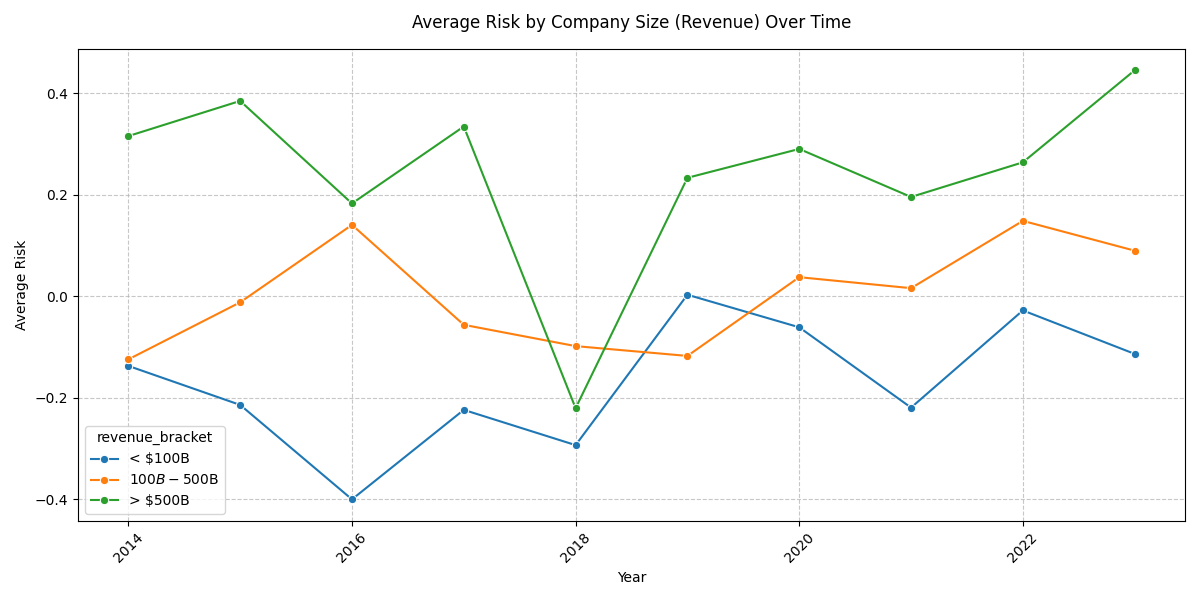 Average Risk by Company Size (Revenue) Over Time
Average Risk
0.4
0.2
0.0
−0.2
−0.4
revenue_bracket
< $100B
100B − 500B
> $500B
2014
2016
2018
2020
2022
Year